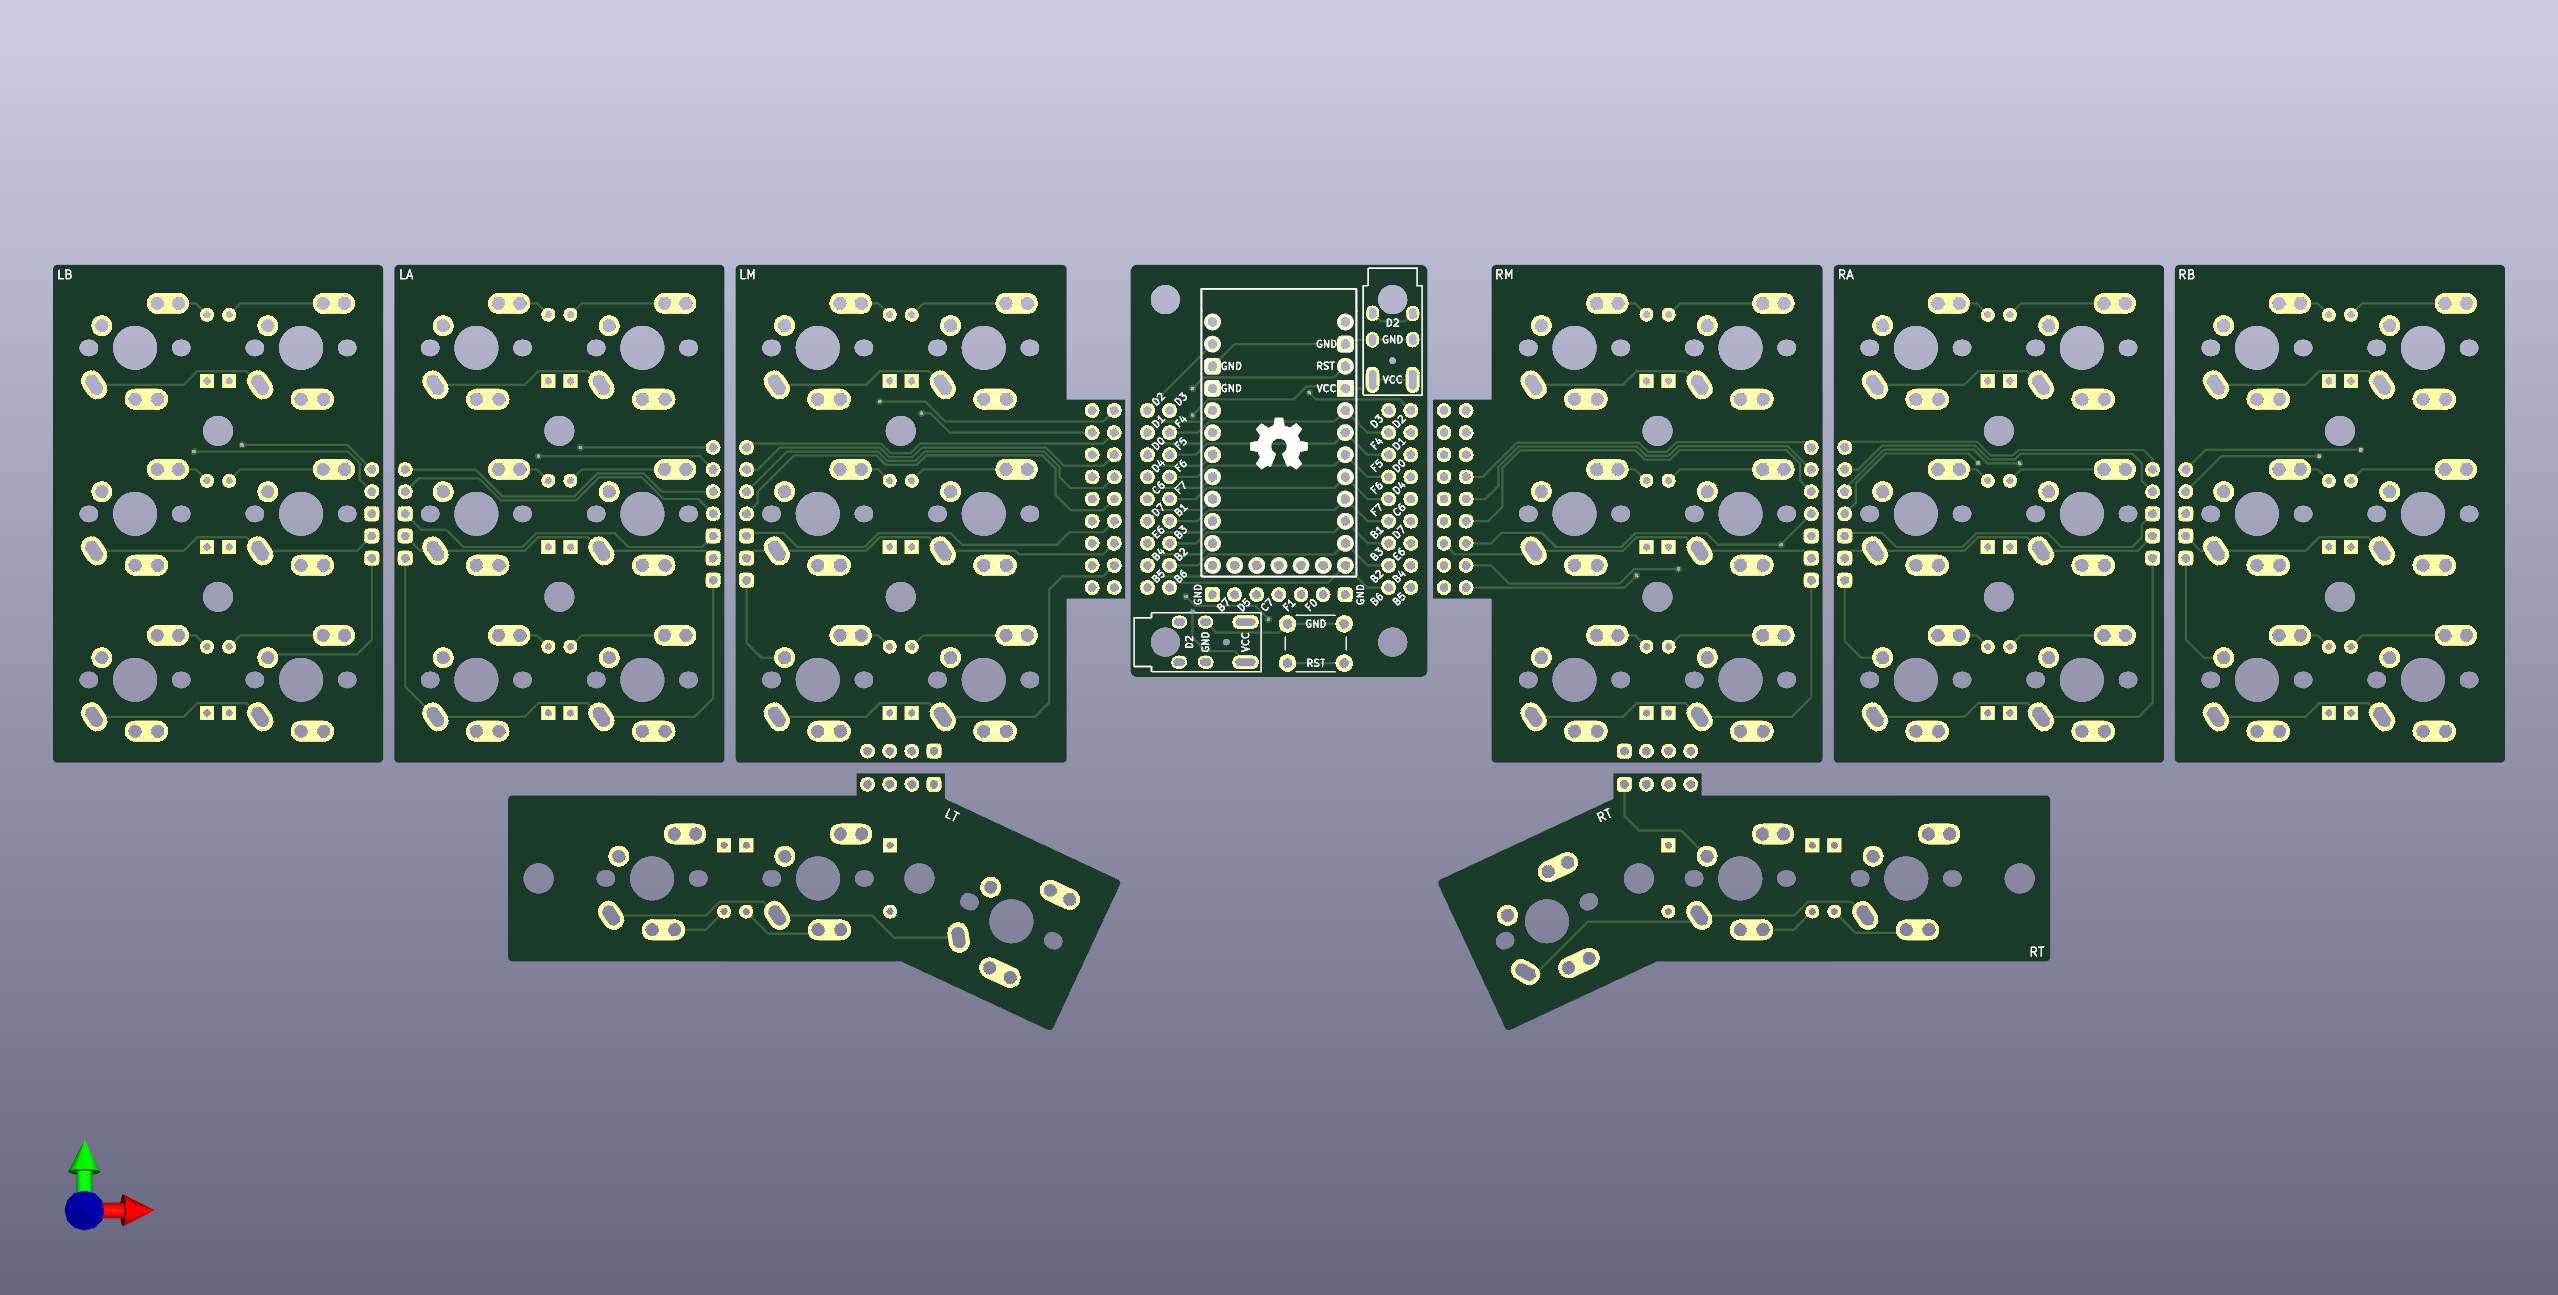 LB
LA
LM
RM
RA
RB
D2
GND
GND
GND
RST
GND
VCC
VCC
D2
D3
D1
F4
D0
F5
D4
F6
C6
F7
D7
B1
E6
B3
B4
B2
B5
B6
D3
D2
F4
D1
F5
D0
F6
D4
F7
C6
B1
D7
B3
E6
B2
B4
B6
B5
GND
B7
D5
C7
F1
F0
GND
D2
GND
VCC
GND
RST
LT
RT
RT